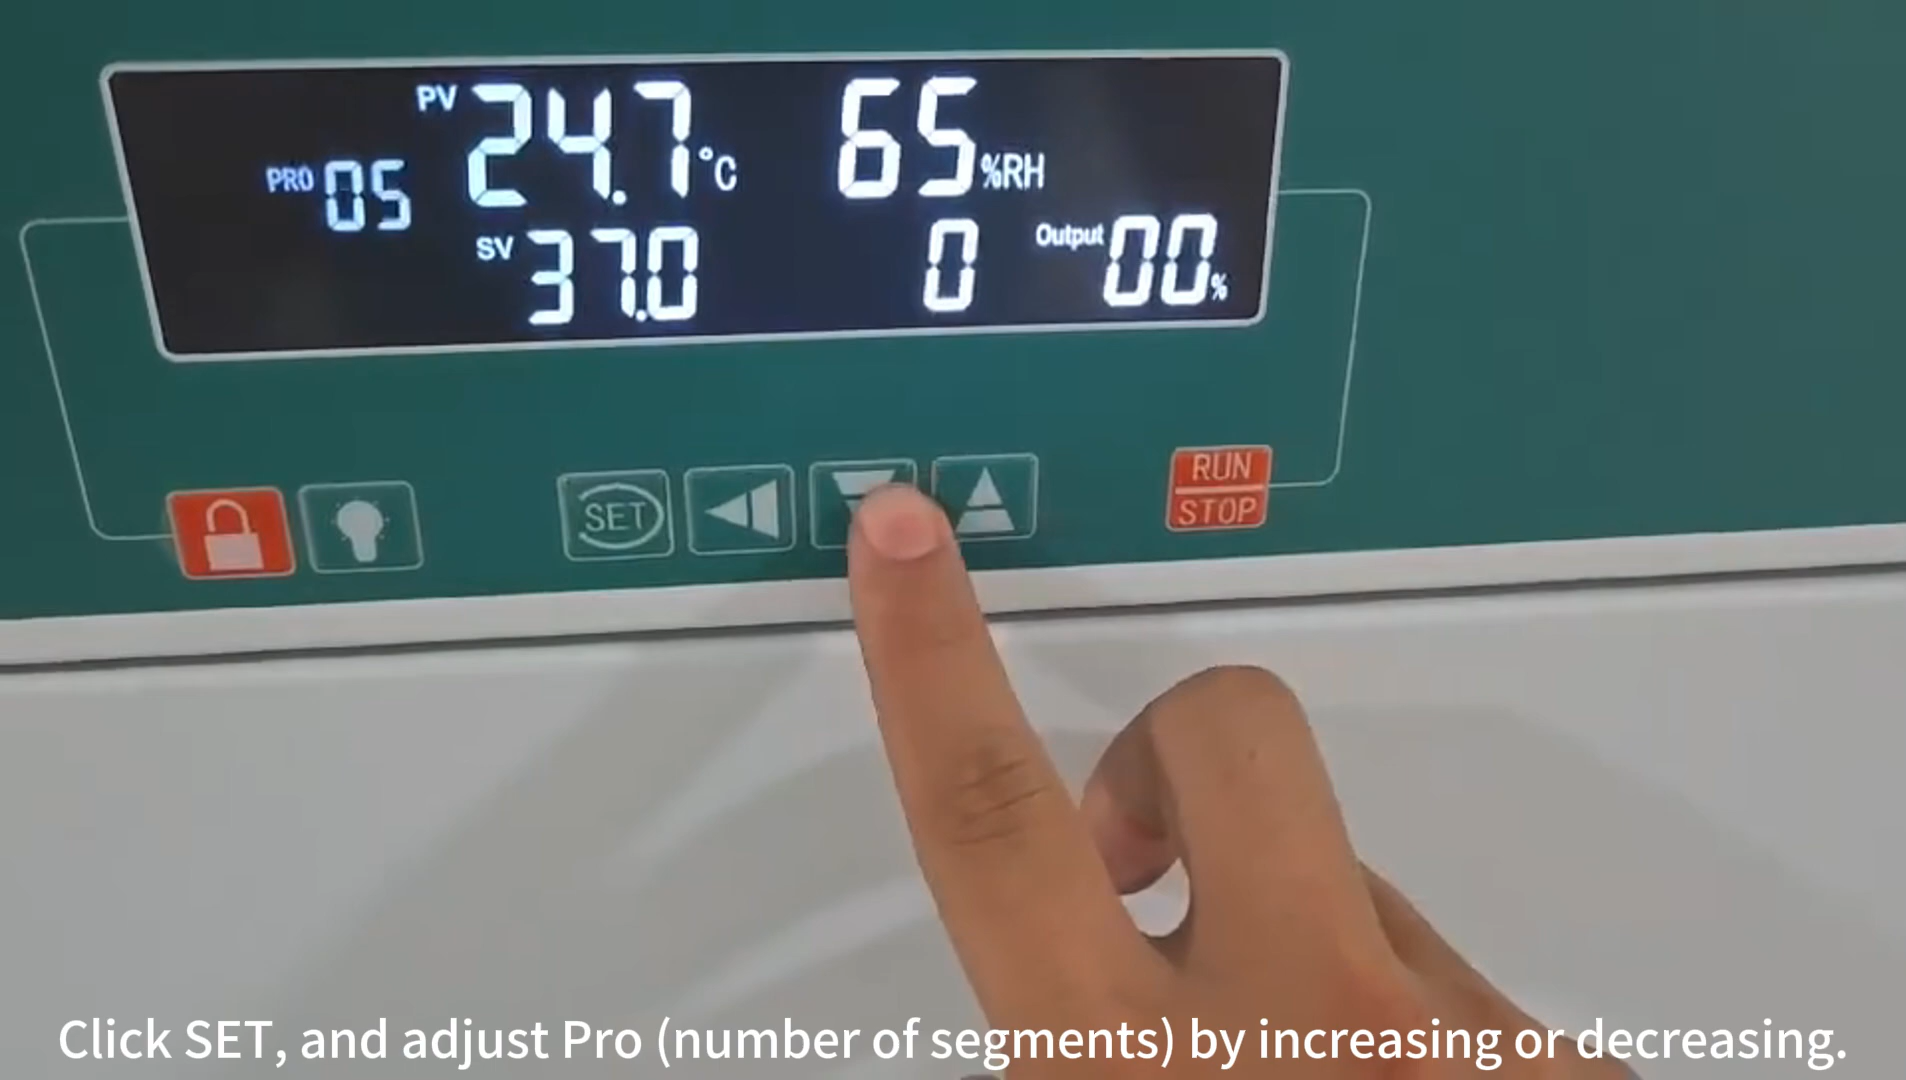 PV 24.7 °C 65 %RH
PRO 05
SV 37.0 0 Output 00 %
SET
RUN
STOP
Click SET, and adjust Pro (number of segments) by increasing or decreasing.